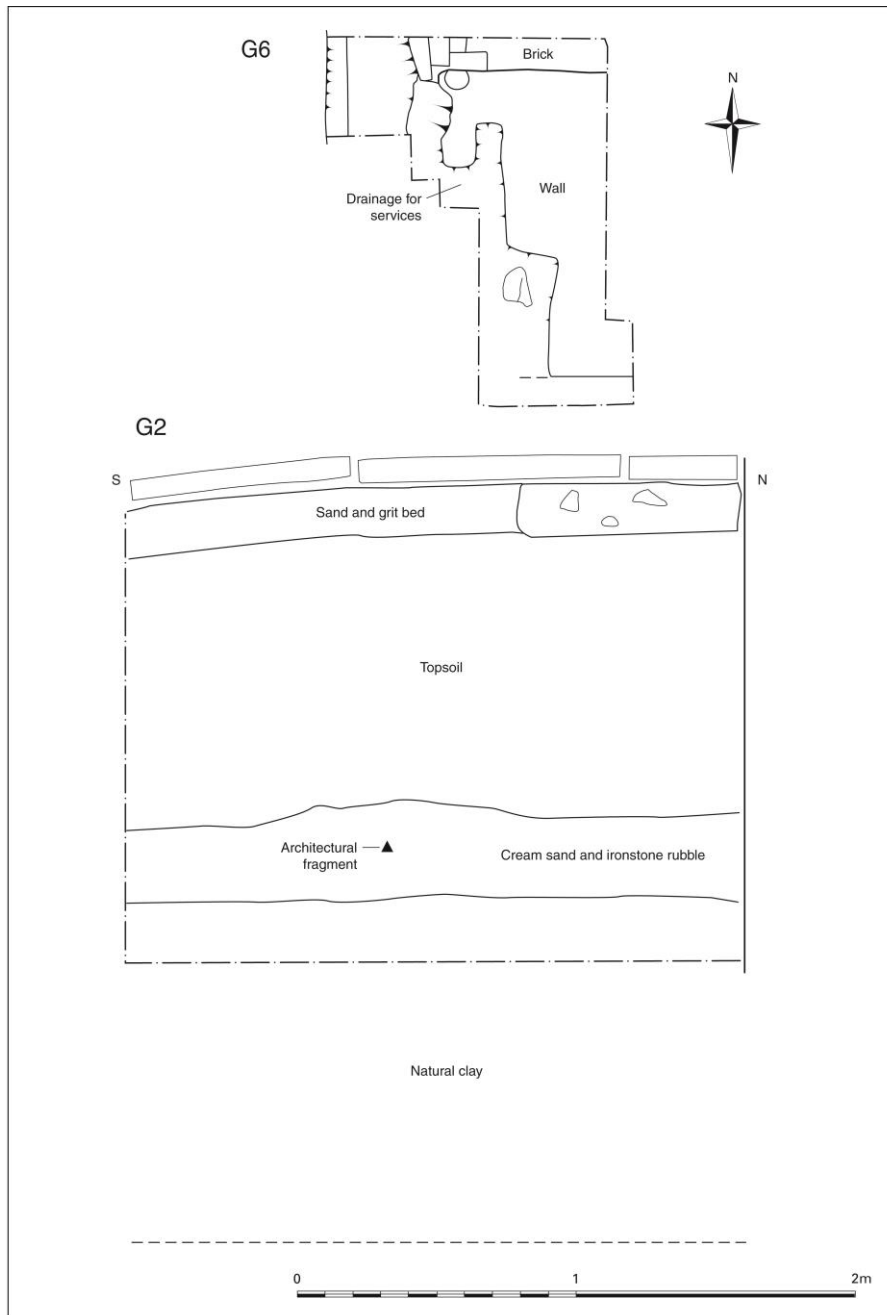 G6
Brick
N
Drainage for
services
Wall
G2
S
N
Sand and grit bed
Topsoil
Architectural
fragment
Cream sand and ironstone rubble
Natural clay
0
1
2m